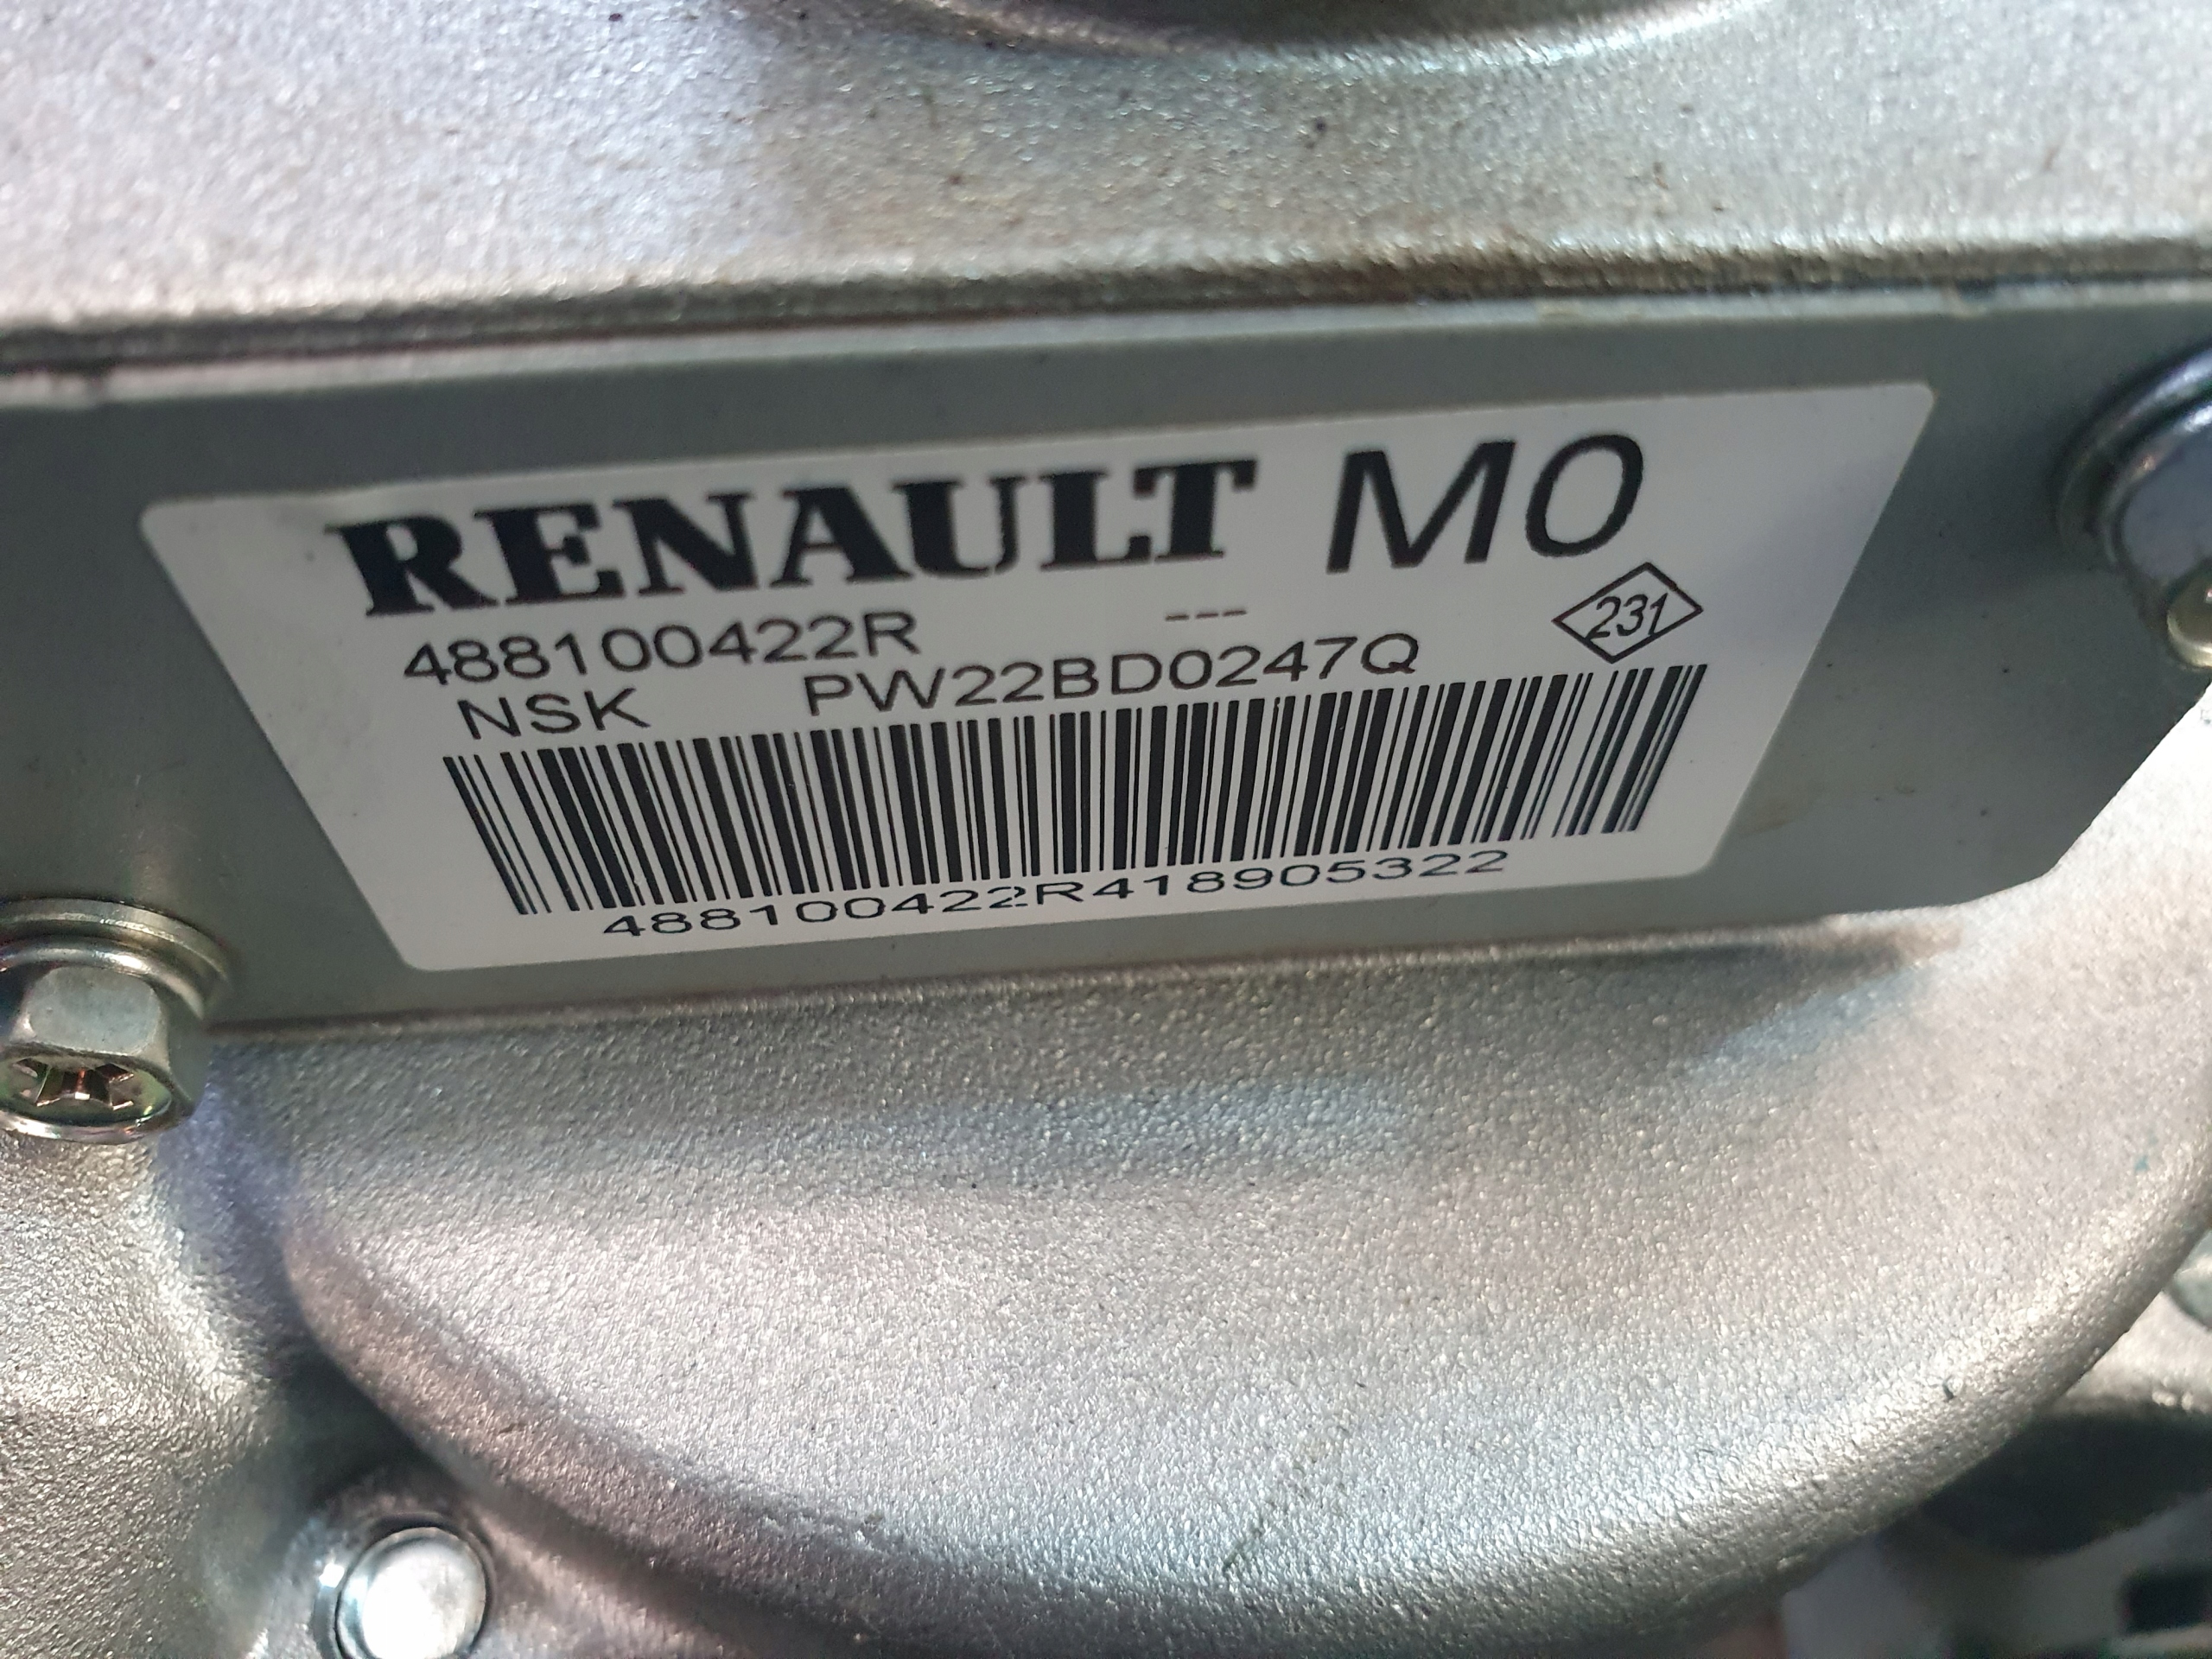 RENAULT M0
488100422R --- 231
NSK PW22BD0247Q
488100422R418905322